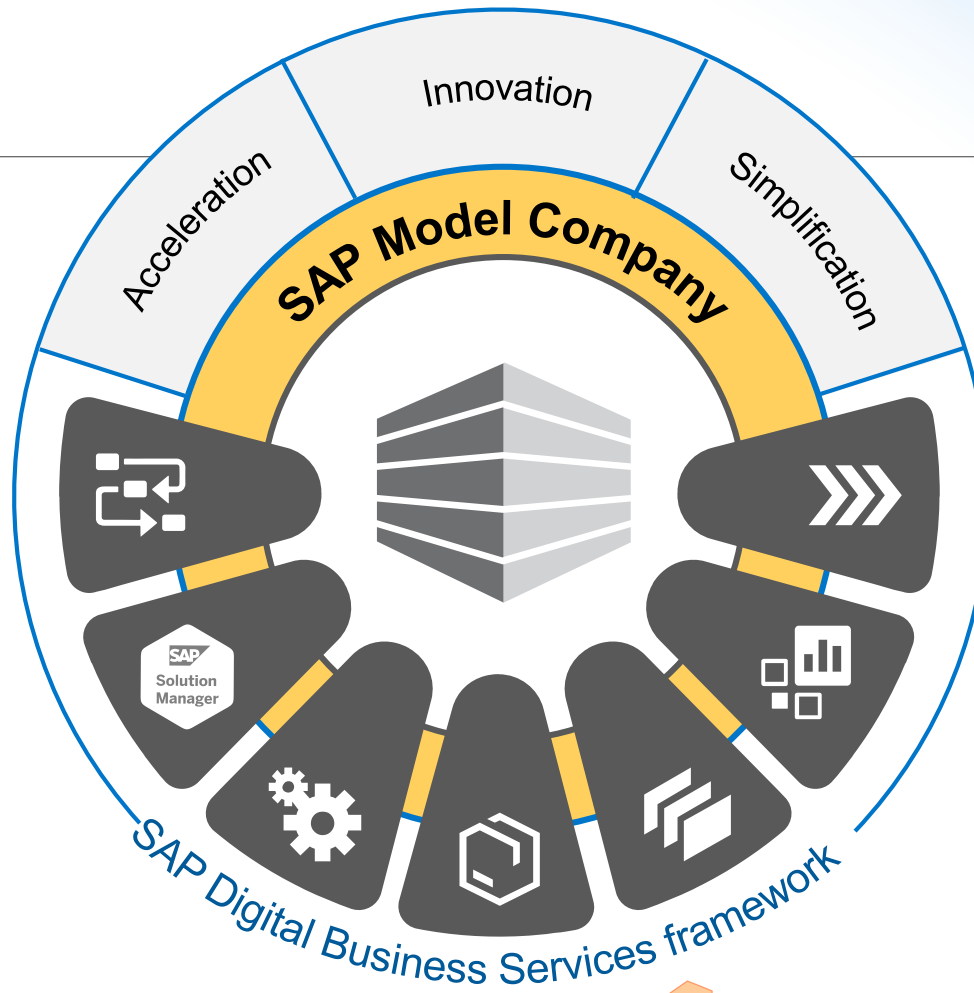 Innovation
Acceleration
Simplification
SAP Model Company
SAP
Solution
Manager
SAP Digital Business Services framework